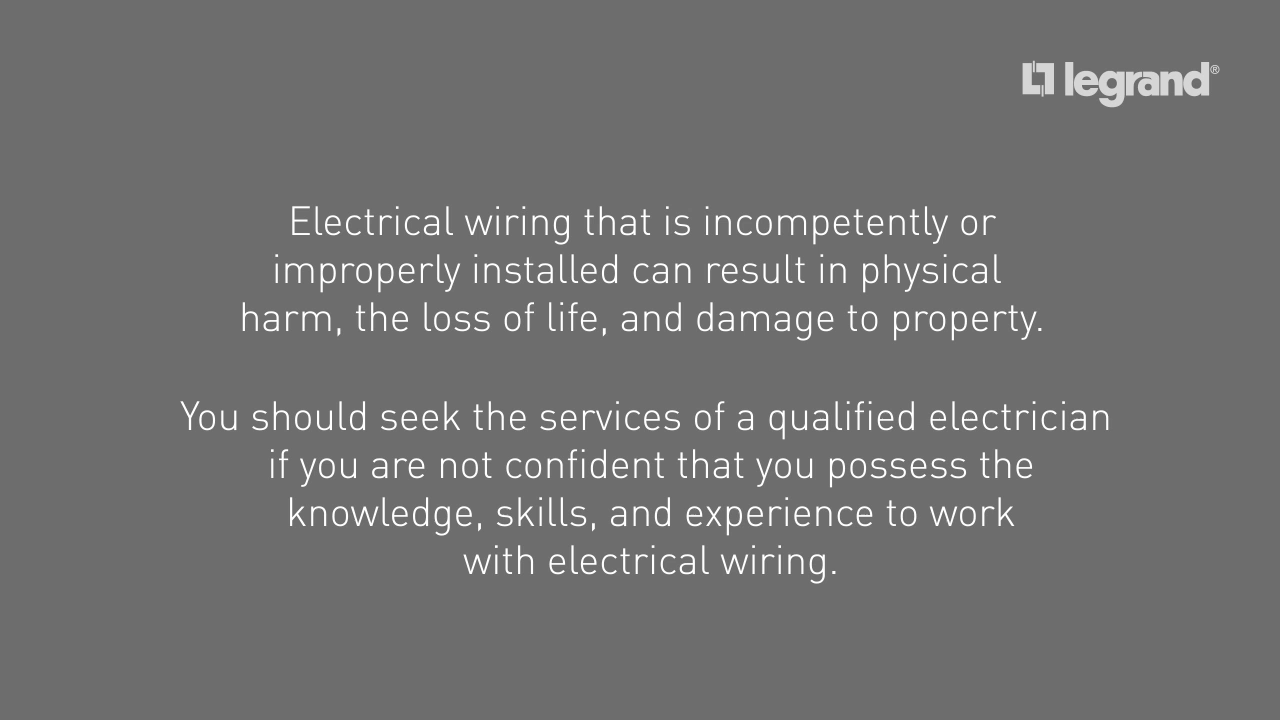 legrand®
Electrical wiring that is incompetently or
improperly installed can result in physical
harm, the loss of life, and damage to property.
You should seek the services of a qualified electrician
if you are not confident that you possess the
knowledge, skills, and experience to work
with electrical wiring.